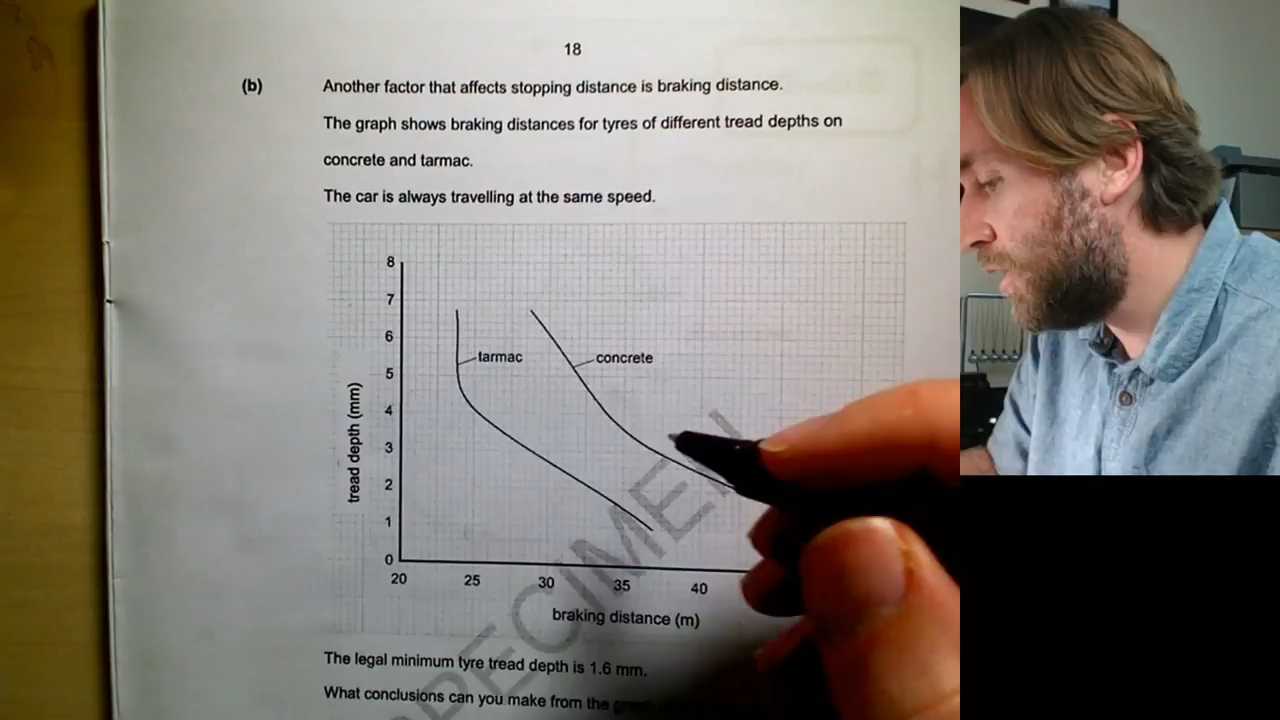 18
(b) Another factor that affects stopping distance is braking distance.
The graph shows braking distances for tyres of different tread depths on
concrete and tarmac.
The car is always travelling at the same speed.
8
7
6
tarmac
concrete
5
4
3
2
1
0
tread depth (mm)
20 25 30 35 40
braking distance (m)
The legal minimum tyre tread depth is 1.6 mm.
What conclusions can you make from the
SPECIMEN